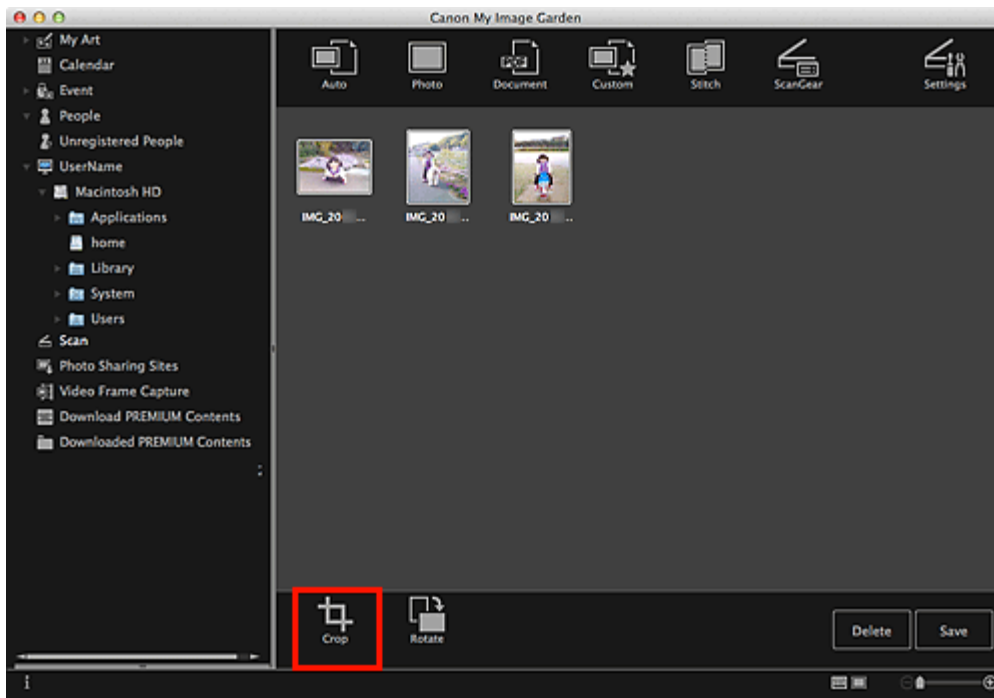 Canon My Image Garden
My Art
Calendar
Event
People
Unregistered People
UserName
Macintosh HD
Applications
home
Library
System
Users
Scan
Photo Sharing Sites
Video Frame Capture
Download PREMIUM Contents
Downloaded PREMIUM Contents
Auto
Photo
PDF
Document
Custom
Stitch
ScanGear
Settings
IMG_20 ...
IMG_20 ..
IMG_20 ..
Crop
Rotate
Delete
Save